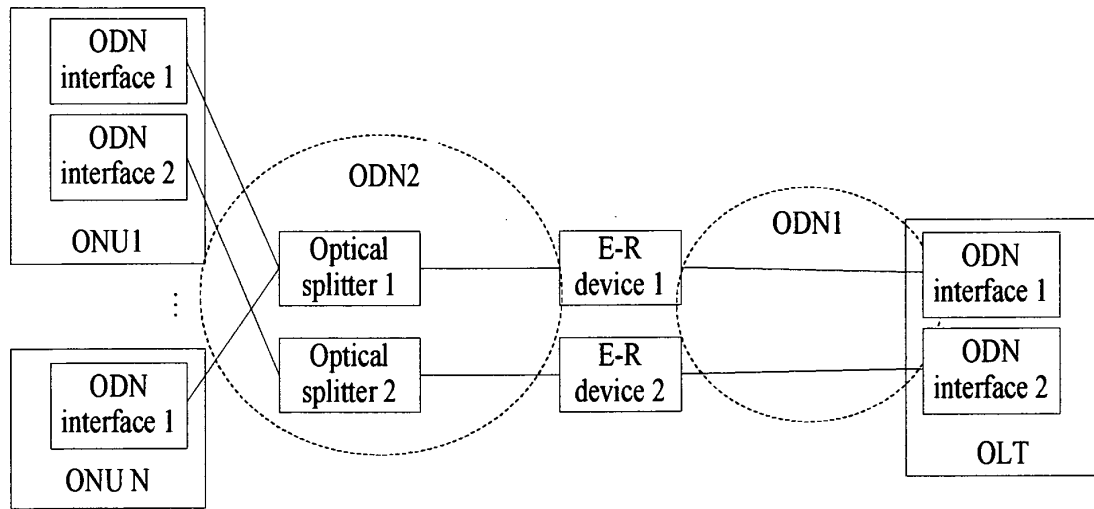 ODN
interface 1
ODN
interface 2
ONU1
⋮
ODN
interface 1
ONU N
ODN2
Optical
splitter 1
Optical
splitter 2
E-R
device 1
E-R
device 2
ODN1
ODN
interface 1
ODN
interface 2
OLT